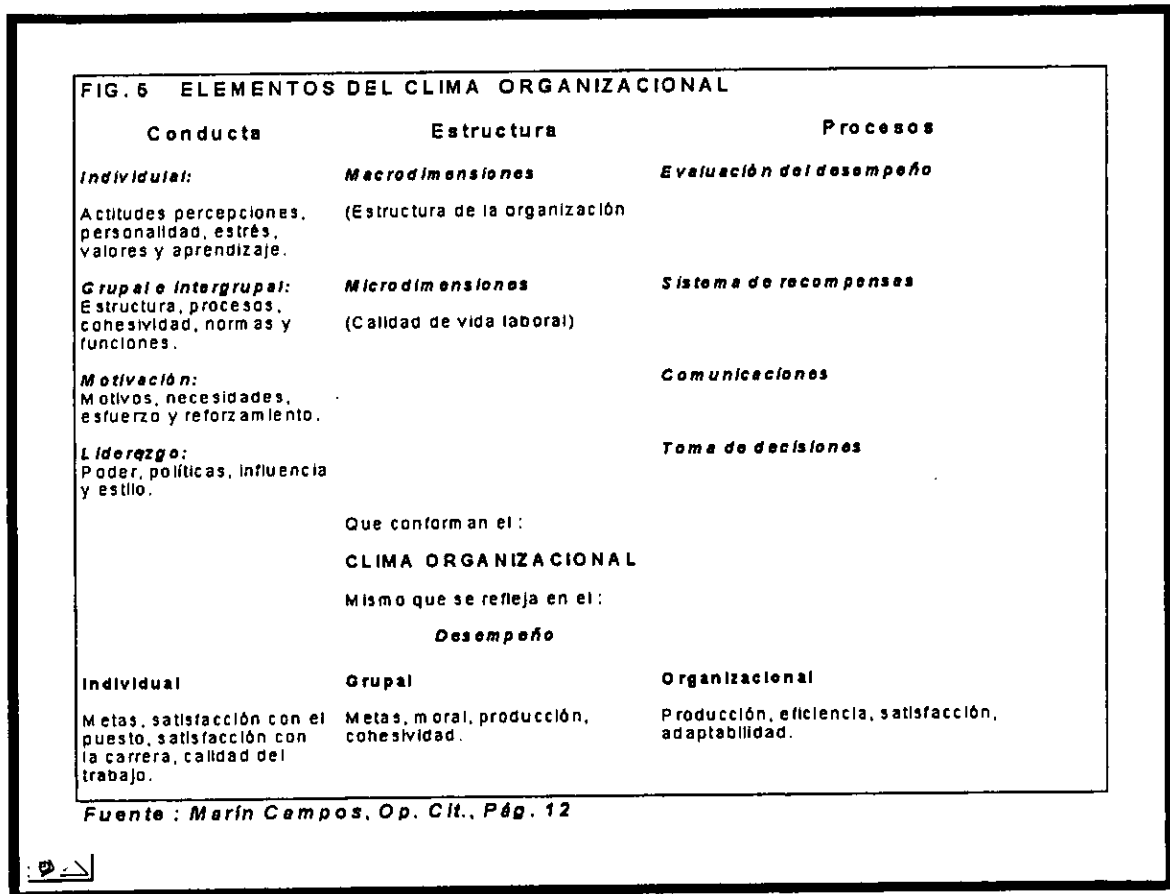 FIG. 5 ELEMENTOS DEL CLIMA ORGANIZACIONAL
Conducta Estructura Procesos
Individulal: Macrodimensiones Evaluación del desempeño
Actitudes percepciones, (Estructura de la organización
personalidad, estrés,
valores y aprendizaje.
Grupal e intergrupal: Microdimensiones Sistema de recompensas
Estructura, procesos,
cohesividad, normas y (Calidad de vida laboral)
funciones.
Motivación: Comunicaciones
Motivos, necesidades,
esfuerzo y reforzamiento.
Liderazgo: Toma de decisiones
Poder, políticas, influencia
y estilo.
Que conforman el :
CLIMA ORGANIZACIONAL
Mismo que se refleja en el :
Desempeño
Individual Grupal Organizacional
Metas, satisfacción con el Metas, moral, producción, Producción, eficiencia, satisfacción,
puesto, satisfacción con cohesividad. adaptabilidad.
la carrera, calidad del
trabajo.
Fuente : Marín Campos, Op. Cit., Pág. 12